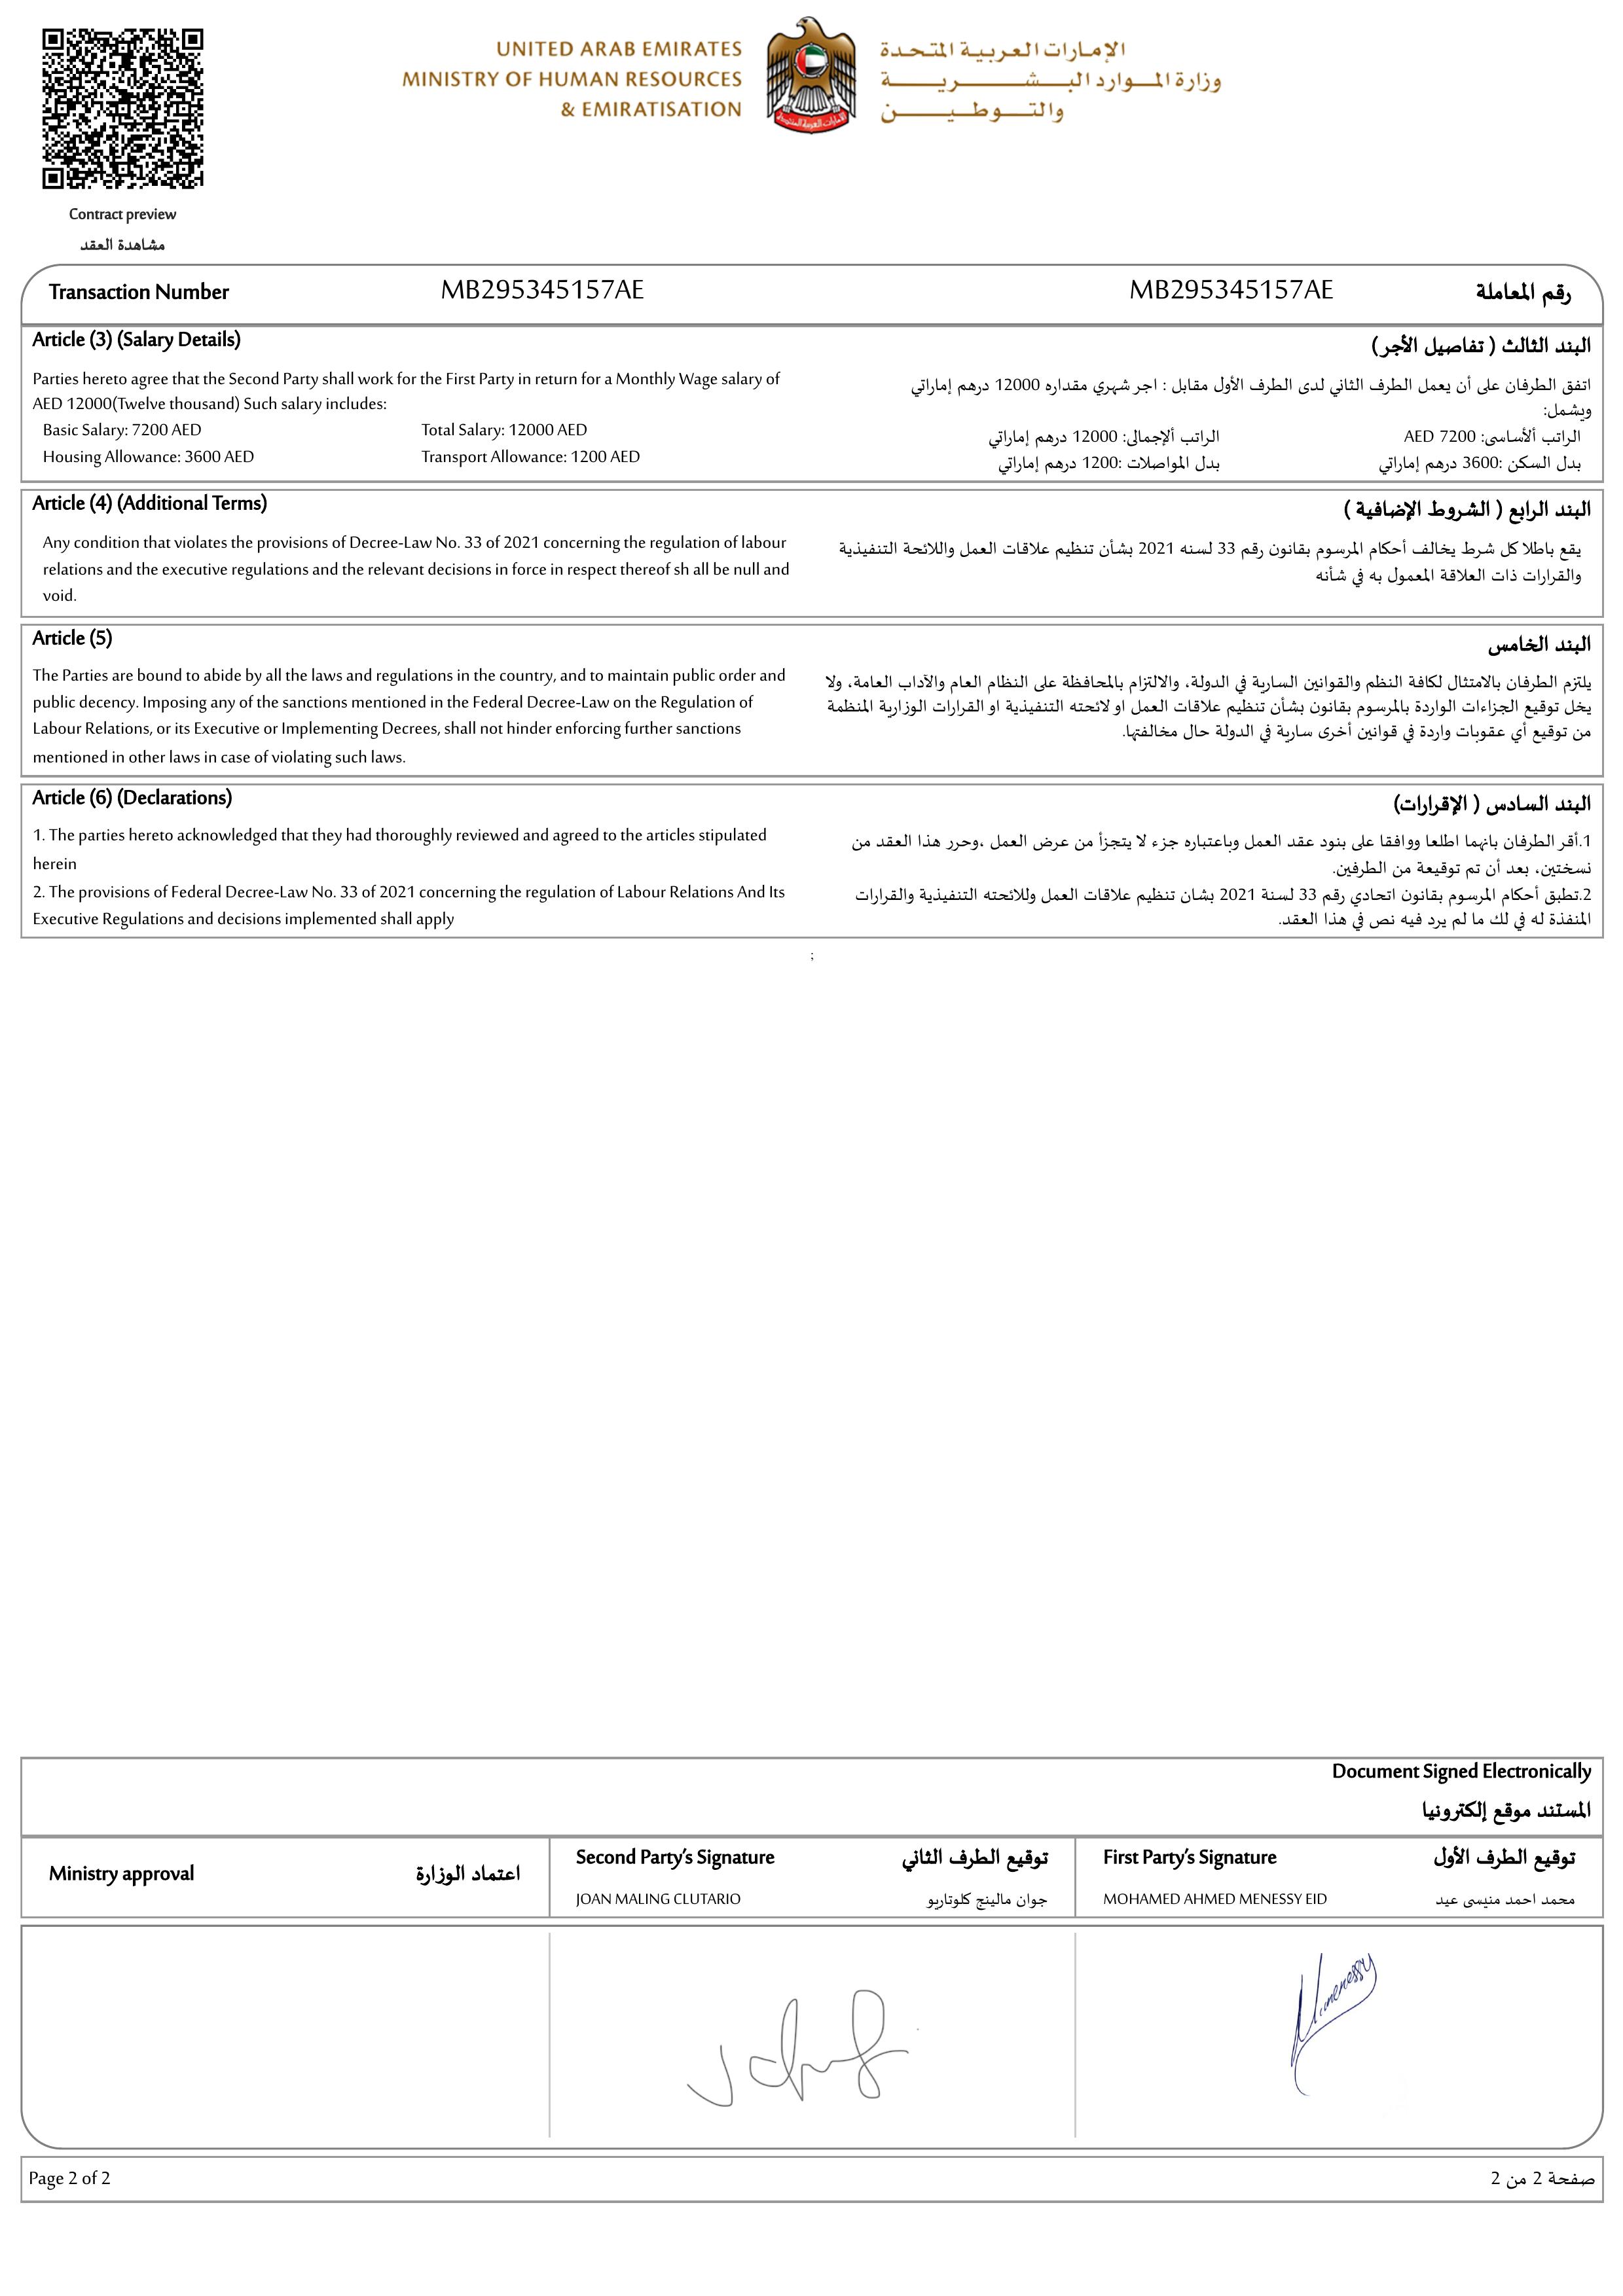 UNITED ARAB EMIRATES
MINISTRY OF HUMAN RESOURCES
& EMIRATISATION
الإمارات العربية المتحدة
وزارة الموارد البشرية
والتوطين
Contract preview
مشاهدة العقد
Transaction Number MB295345157AE
MB295345157AE رقم المعاملة
Article (3) (Salary Details)
Parties hereto agree that the Second Party shall work for the First Party in return for a Monthly Wage salary of
AED 12000(Twelve thousand) Such salary includes:
Basic Salary: 7200 AED Total Salary: 12000 AED
Housing Allowance: 3600 AED Transport Allowance: 1200 AED
البند الثالث ( تفاصيل الأجر)
اتفق الطرفان على أن يعمل الطرف الثاني لدى الطرف الأول مقابل : اجر شهري مقداره 12000 درهم إماراتي
ويشمل:
الراتب ألأساسى: 7200 AED الراتب ألإجمالى: 12000 درهم إماراتي
بدل السكن :3600 درهم إماراتي بدل المواصلات :1200 درهم إماراتي
Article (4) (Additional Terms)
Any condition that violates the provisions of Decree-Law No. 33 of 2021 concerning the regulation of labour
relations and the executive regulations and the relevant decisions in force in respect thereof sh all be null and
void.
البند الرابع ( الشروط الإضافية )
يقع باطلا كل شرط يخالف أحكام المرسوم بقانون رقم 33 لسنه 2021 بشأن تنظيم علاقات العمل واللائحة التنفيذية
والقرارات ذات العلاقة المعمول به في شأنه
Article (5)
The Parties are bound to abide by all the laws and regulations in the country, and to maintain public order and
public decency. Imposing any of the sanctions mentioned in the Federal Decree-Law on the Regulation of
Labour Relations, or its Executive or Implementing Decrees, shall not hinder enforcing further sanctions
mentioned in other laws in case of violating such laws.
البند الخامس
يلتزم الطرفان بالامتثال لكافة النظم والقوانين السارية في الدولة، والالتزام بالمحافظة على النظام العام والآداب العامة، ولا
يخل توقيع الجزاءات الواردة بالمرسوم بقانون بشأن تنظيم علاقات العمل او لائحته التنفيذية او القرارات الوزارية المنظمة
من توقيع أي عقوبات واردة في قوانين أخرى سارية في الدولة حال مخالفتها.
Article (6) (Declarations)
1. The parties hereto acknowledged that they had thoroughly reviewed and agreed to the articles stipulated
herein
2. The provisions of Federal Decree-Law No. 33 of 2021 concerning the regulation of Labour Relations And Its
Executive Regulations and decisions implemented shall apply
البند السادس ( الإقرارات)
1.أقر الطرفان بانهما اطلعا ووافقا على بنود عقد العمل وباعتباره جزء لا يتجزأ من عرض العمل ،وحرر هذا العقد من
نسختين، بعد أن تم توقيعة من الطرفين.
2.تطبق أحكام المرسوم بقانون اتحادي رقم 33 لسنة 2021 بشان تنظيم علاقات العمل وللائحته التنفيذية والقرارات
المنفذة له في لك ما لم يرد فيه نص في هذا العقد.
;
Document Signed Electronically
المستند موقع إلكترونيا
Ministry approval اعتماد الوزارة
Second Party's Signature توقيع الطرف الثاني
JOAN MALING CLUTARIO جوان مالينج كلوتاريو
First Party's Signature توقيع الطرف الأول
MOHAMED AHMED MENESSY EID محمد احمد منيسى عيد
Page 2 of 2
صفحة 2 من 2